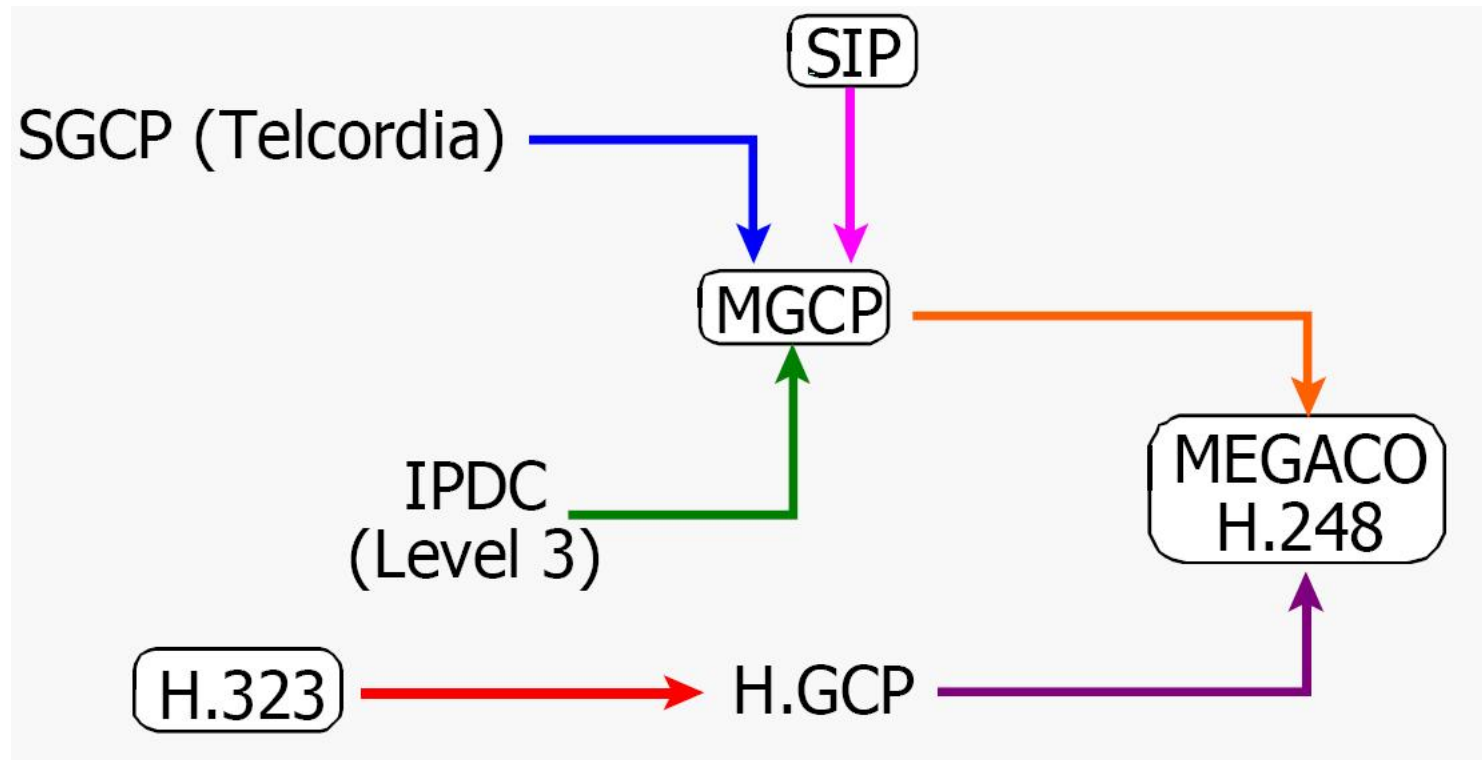 SIP
SGCP (Telcordia)
MGCP
MEGACO
H.248
IPDC
(Level 3)
H.323
H.GCP